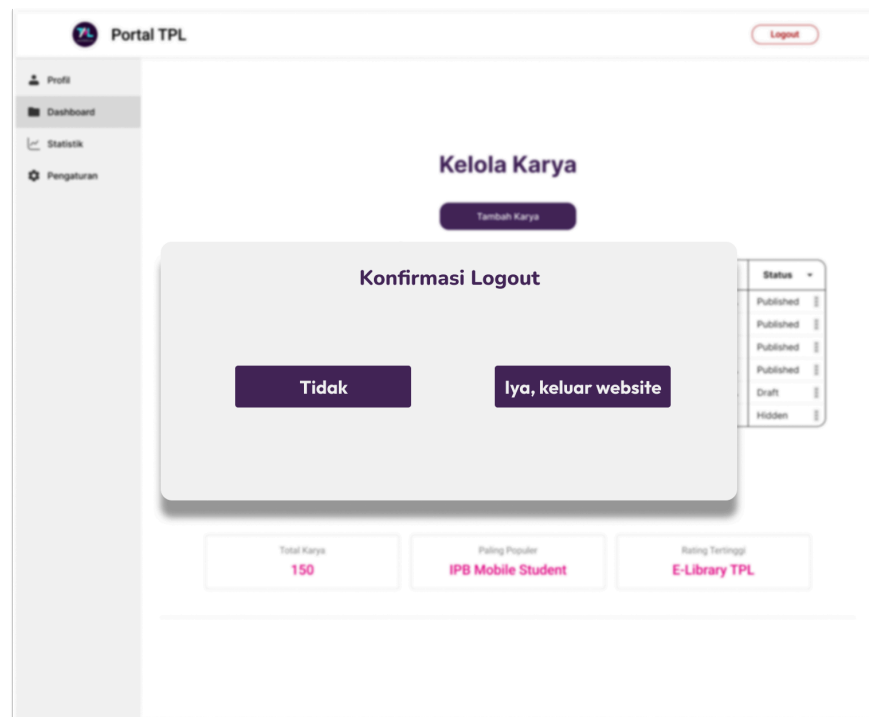 Portal TPL
Logout
Profil
Dashboard
Statistik
Pengaturan
Kelola Karya
Tambah Karya
Konfirmasi Logout
Tidak
Iya, keluar website
Status
Published
Published
Published
Published
Draft
Hidden
Total Karya
150
Paling Populer
IPB Mobile Student
Rating Tertinggi
E-Library TPL